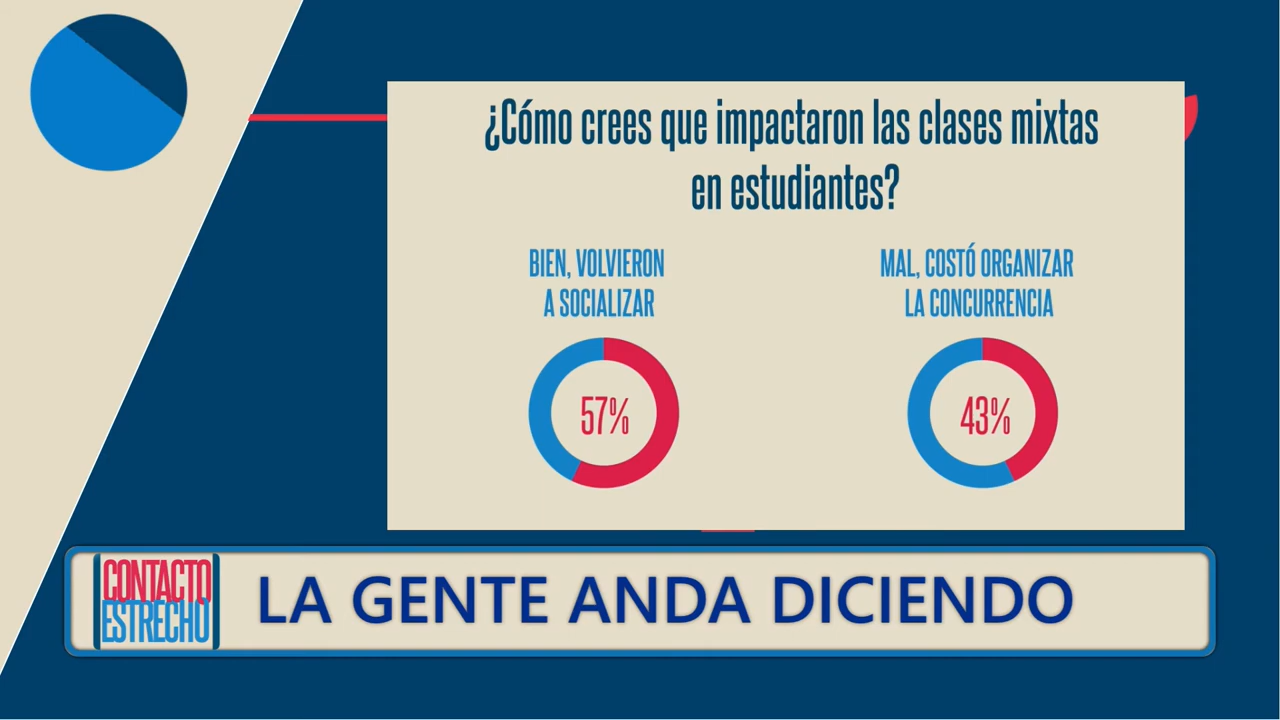 ¿Cómo crees que impactaron las clases mixtas
en estudiantes?
BIEN, VOLVIERON
A SOCIALIZAR
57%
MAL, COSTÓ ORGANIZAR
LA CONCURRENCIA
43%
CONTACTO
ESTRECHO
LA GENTE ANDA DICIENDO